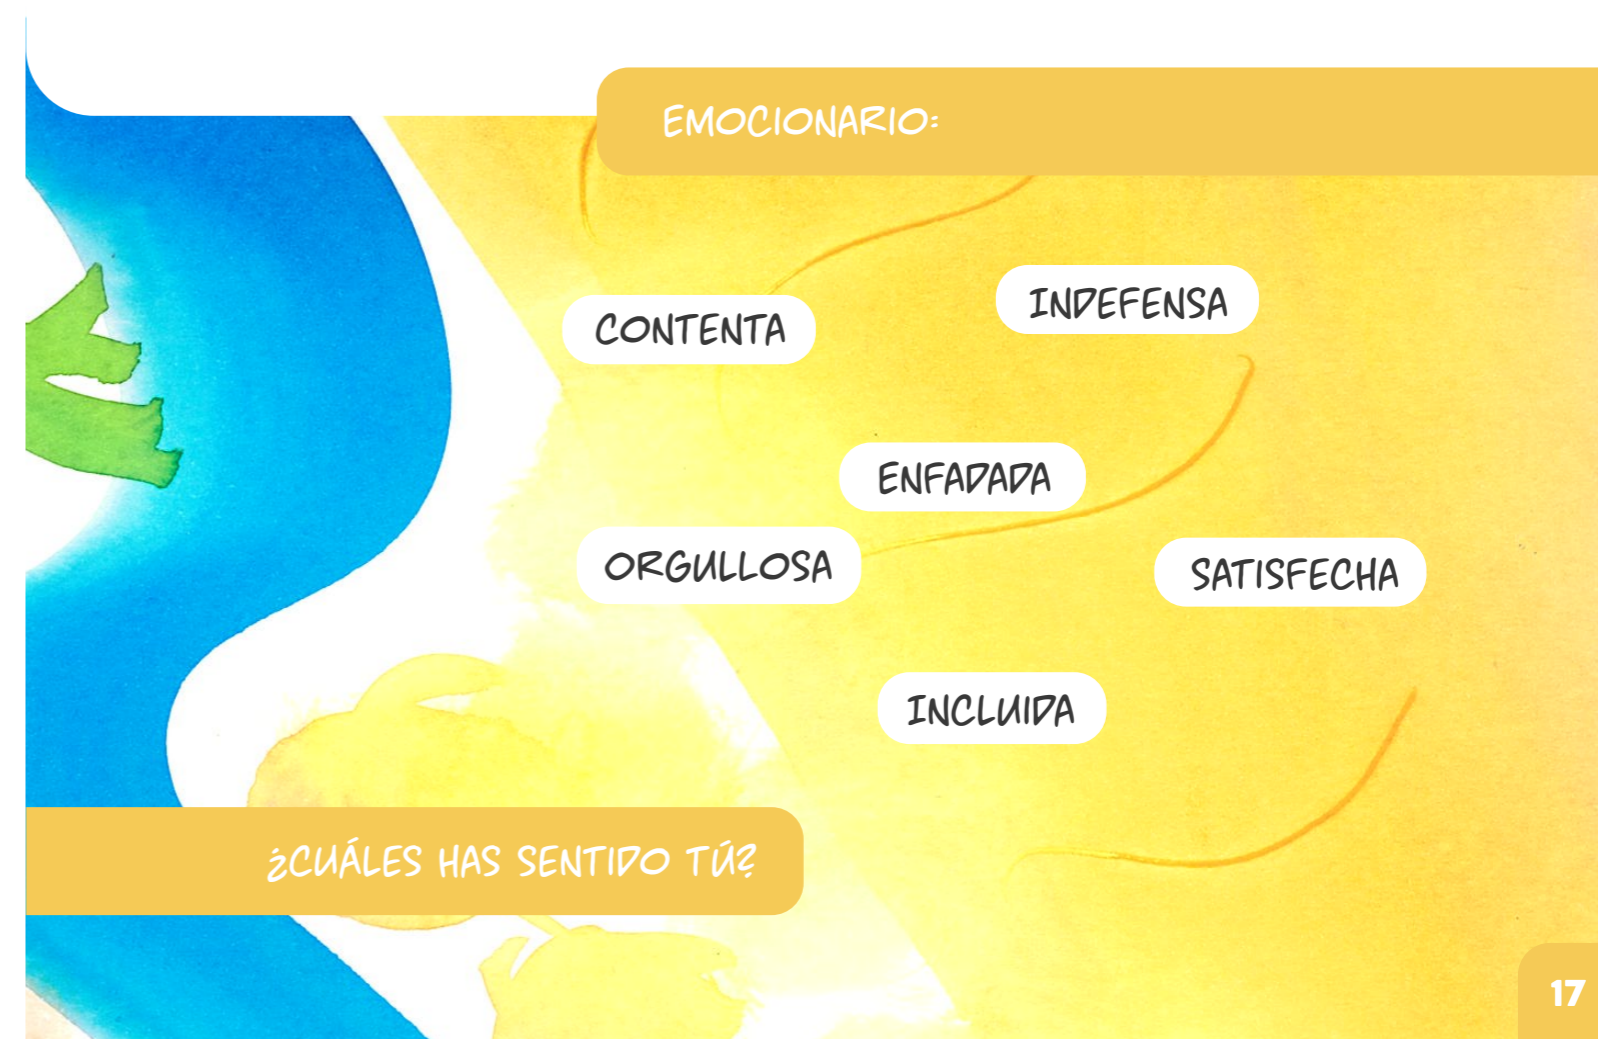 EMOCIONARIO:
INDEFENSA
CONTENTA
ENFADADA
ORGULLOSA
SATISFECHA
INCLUIDA
¿CUÁLES HAS SENTIDO TÚ?
17